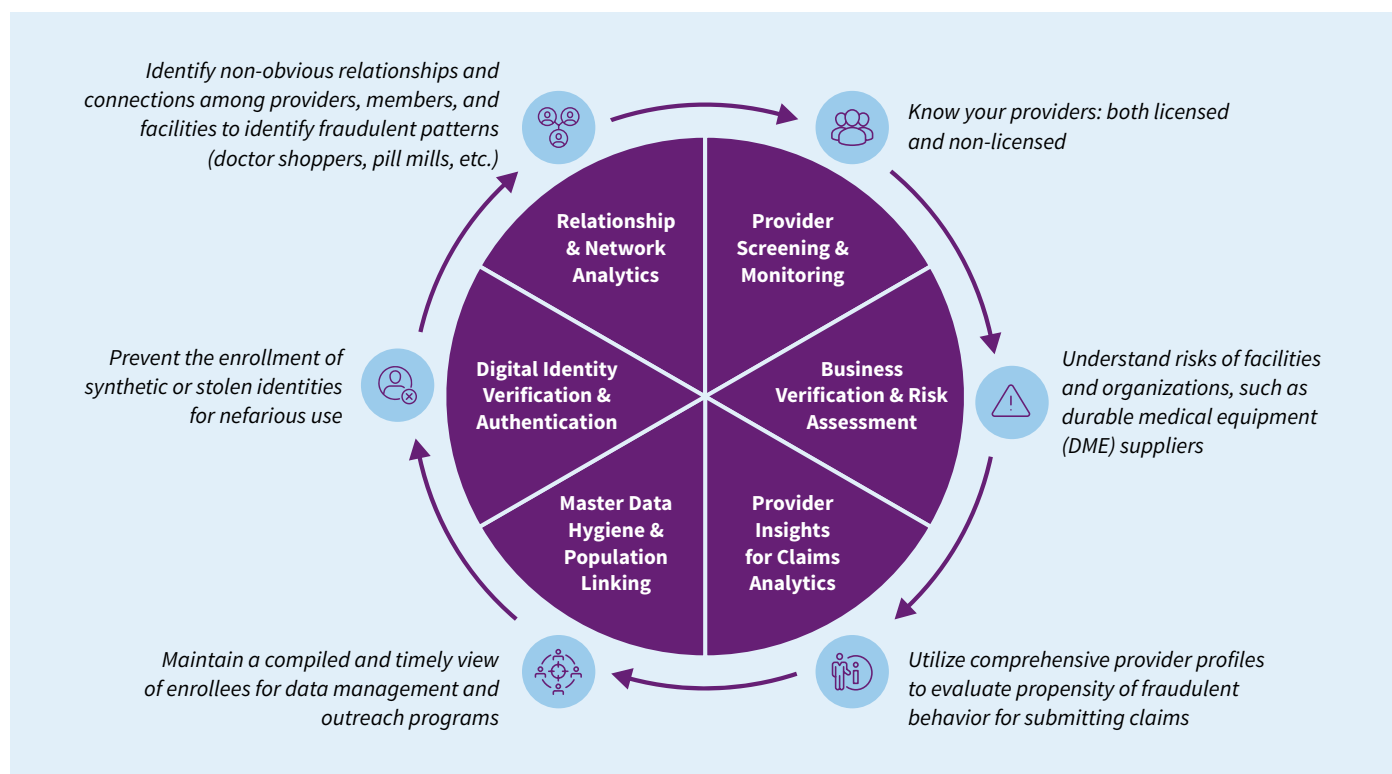 Identify non-obvious relationships and
connections among providers, members, and
facilities to identify fraudulent patterns
(doctor shoppers, pill mills, etc.)
Know your providers: both licensed
and non-licensed
Relationship
& Network
Analytics
Provider
Screening &
Monitoring
Prevent the enrollment of
synthetic or stolen identities
for nefarious use
Digital Identity
Verification &
Authentication
Business
Verification & Risk
Assessment
Understand risks of facilities
and organizations, such as
durable medical equipment
(DME) suppliers
Master Data
Hygiene &
Population
Linking
Provider
Insights
for Claims
Analytics
Maintain a compiled and timely view
of enrollees for data management and
outreach programs
Utilize comprehensive provider profiles
to evaluate propensity of fraudulent
behavior for submitting claims